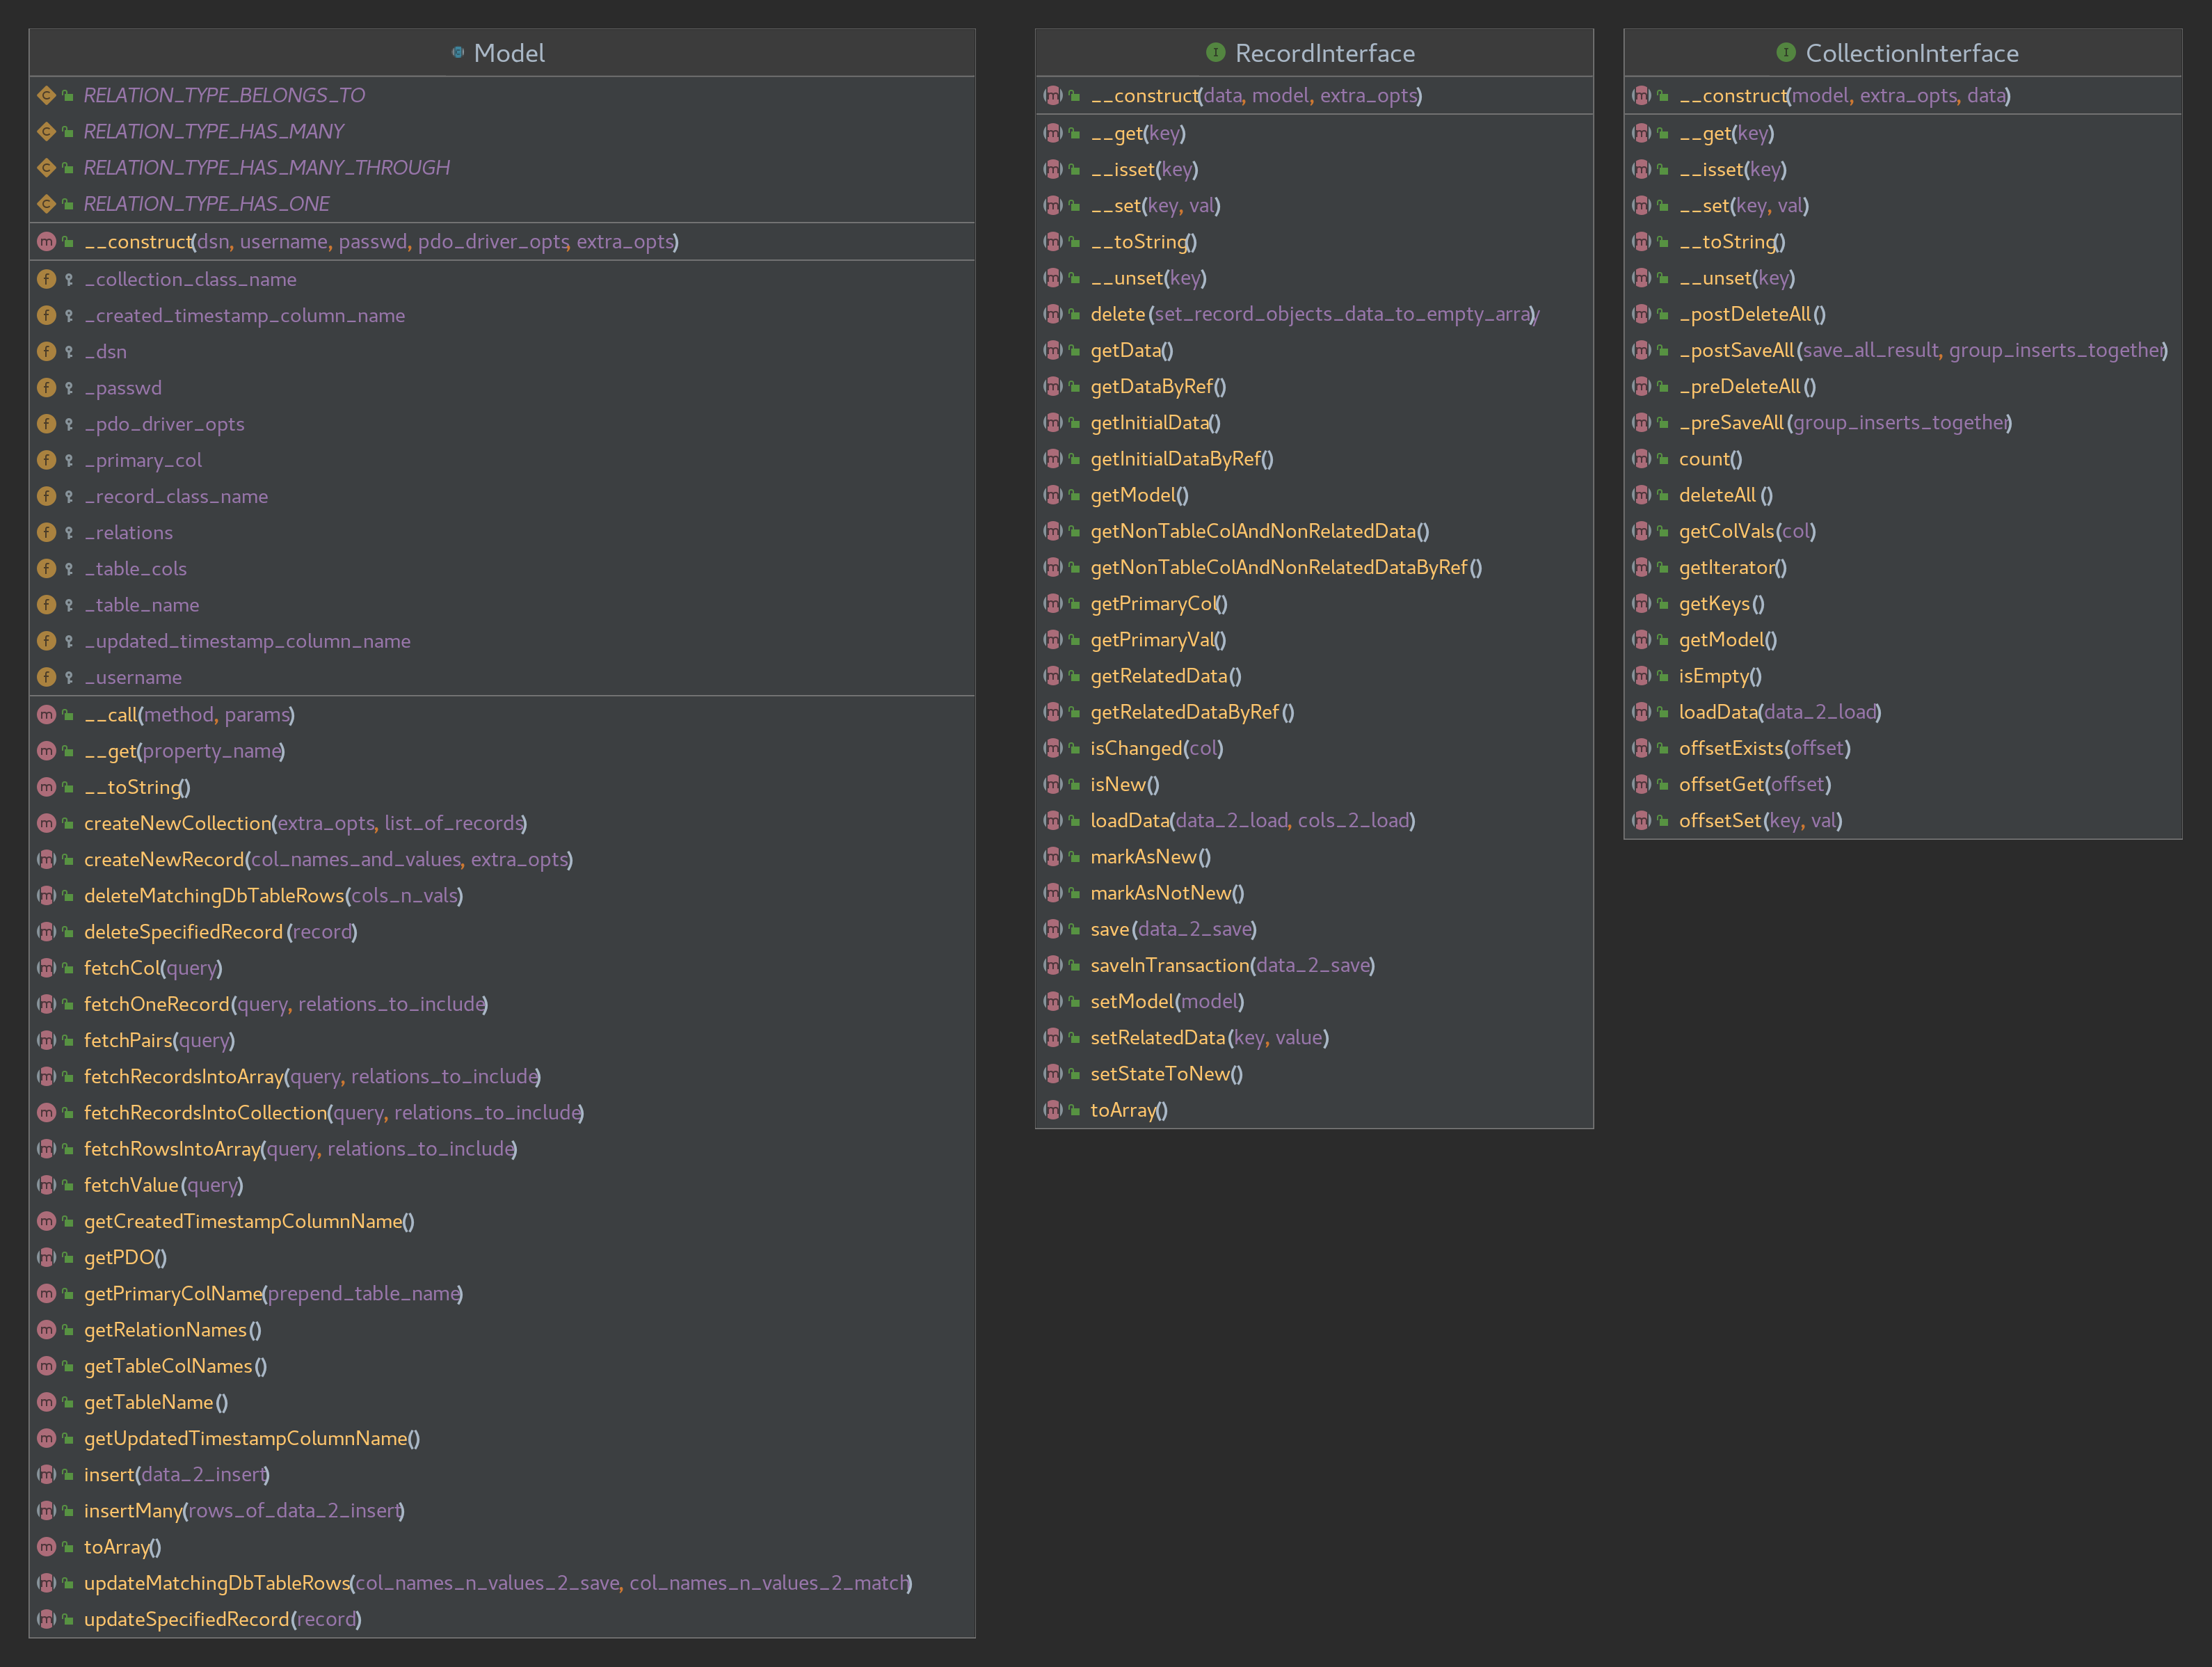 Model
RELATION_TYPE_BELONGS_TO
RELATION_TYPE_HAS_MANY
RELATION_TYPE_HAS_MANY_THROUGH
RELATION_TYPE_HAS_ONE
__construct(dsn, username, passwd, pdo_driver_opts, extra_opts)
_collection_class_name
_created_timestamp_column_name
_dsn
_passwd
_pdo_driver_opts
_primary_col
_record_class_name
_relations
_table_cols
_table_name
_updated_timestamp_column_name
_username
__call(method, params)
__get(property_name)
__toString()
createNewCollection(extra_opts, list_of_records)
createNewRecord(col_names_and_values, extra_opts)
deleteMatchingDbTableRows(cols_n_vals)
deleteSpecifiedRecord(record)
fetchCol(query)
fetchOneRecord(query, relations_to_include)
fetchPairs(query)
fetchRecordsIntoArray(query, relations_to_include)
fetchRecordsIntoCollection(query, relations_to_include)
fetchRowsIntoArray(query, relations_to_include)
fetchValue(query)
getCreatedTimestampColumnName()
getPDO()
getPrimaryColName(prepend_table_name)
getRelationNames()
getTableColNames()
getTableName()
getUpdatedTimestampColumnName()
insert(data_2_insert)
insertMany(rows_of_data_2_insert)
toArray()
updateMatchingDbTableRows(col_names_n_values_2_save, col_names_n_values_2_match)
updateSpecifiedRecord(record)
RecordInterface
__construct(data, model, extra_opts)
__get(key)
__isset(key)
__set(key, val)
__toString()
__unset(key)
delete(set_record_objects_data_to_empty_array)
getData()
getDataByRef()
getInitialData()
getInitialDataByRef()
getModel()
getNonTableColAndNonRelatedData()
getNonTableColAndNonRelatedDataByRef()
getPrimaryCol()
getPrimaryVal()
getRelatedData()
getRelatedDataByRef()
isChanged(col)
isNew()
loadData(data_2_load, cols_2_load)
markAsNew()
markAsNotNew()
save(data_2_save)
saveInTransaction(data_2_save)
setModel(model)
setRelatedData(key, value)
setStateToNew()
toArray()
CollectionInterface
__construct(model, extra_opts, data)
__get(key)
__isset(key)
__set(key, val)
__toString()
__unset(key)
_postDeleteAll()
_postSaveAll(save_all_result, group_inserts_together)
_preDeleteAll()
_preSaveAll(group_inserts_together)
count()
deleteAll()
getColVals(col)
getIterator()
getKeys()
getModel()
isEmpty()
loadData(data_2_load)
offsetExists(offset)
offsetGet(offset)
offsetSet(key, val)